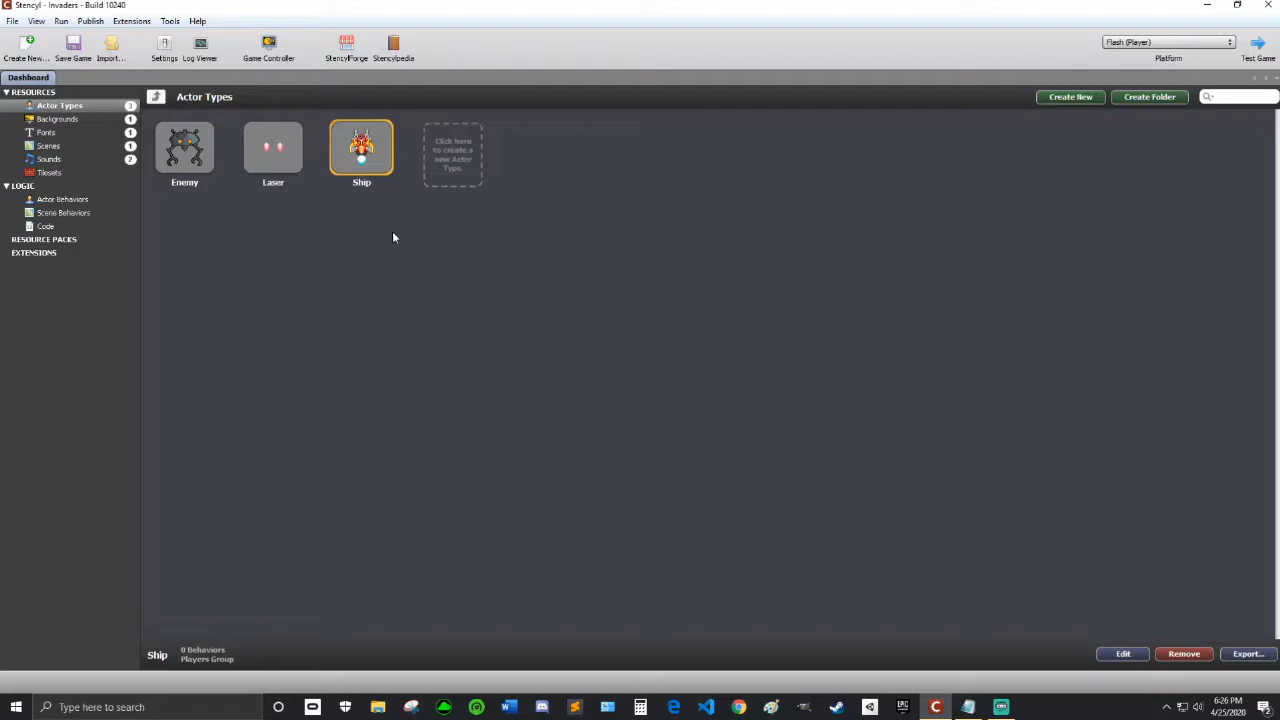 Stencyl - Invaders - Build 10240
File View Run Publish Extensions Tools Help
Create New... Save Game Import... Settings Log Viewer Game Controller StencylForge Stencylpedia
Flash (Player)
Platform
Test Game
Dashboard
RESOURCES
Actor Types 3
Backgrounds 1
Fonts 1
Scenes 1
Sounds 2
Tilesets
LOGIC
Actor Behaviors
Scene Behaviors
Code
RESOURCE PACKS
EXTENSIONS
Actor Types
Create New
Create Folder
Enemy
Laser
Ship
Click here
to create a
new Actor
Type.
Ship
0 Behaviors
Players Group
Edit
Remove
Export...
Type here to search
6:26 PM
4/25/2020